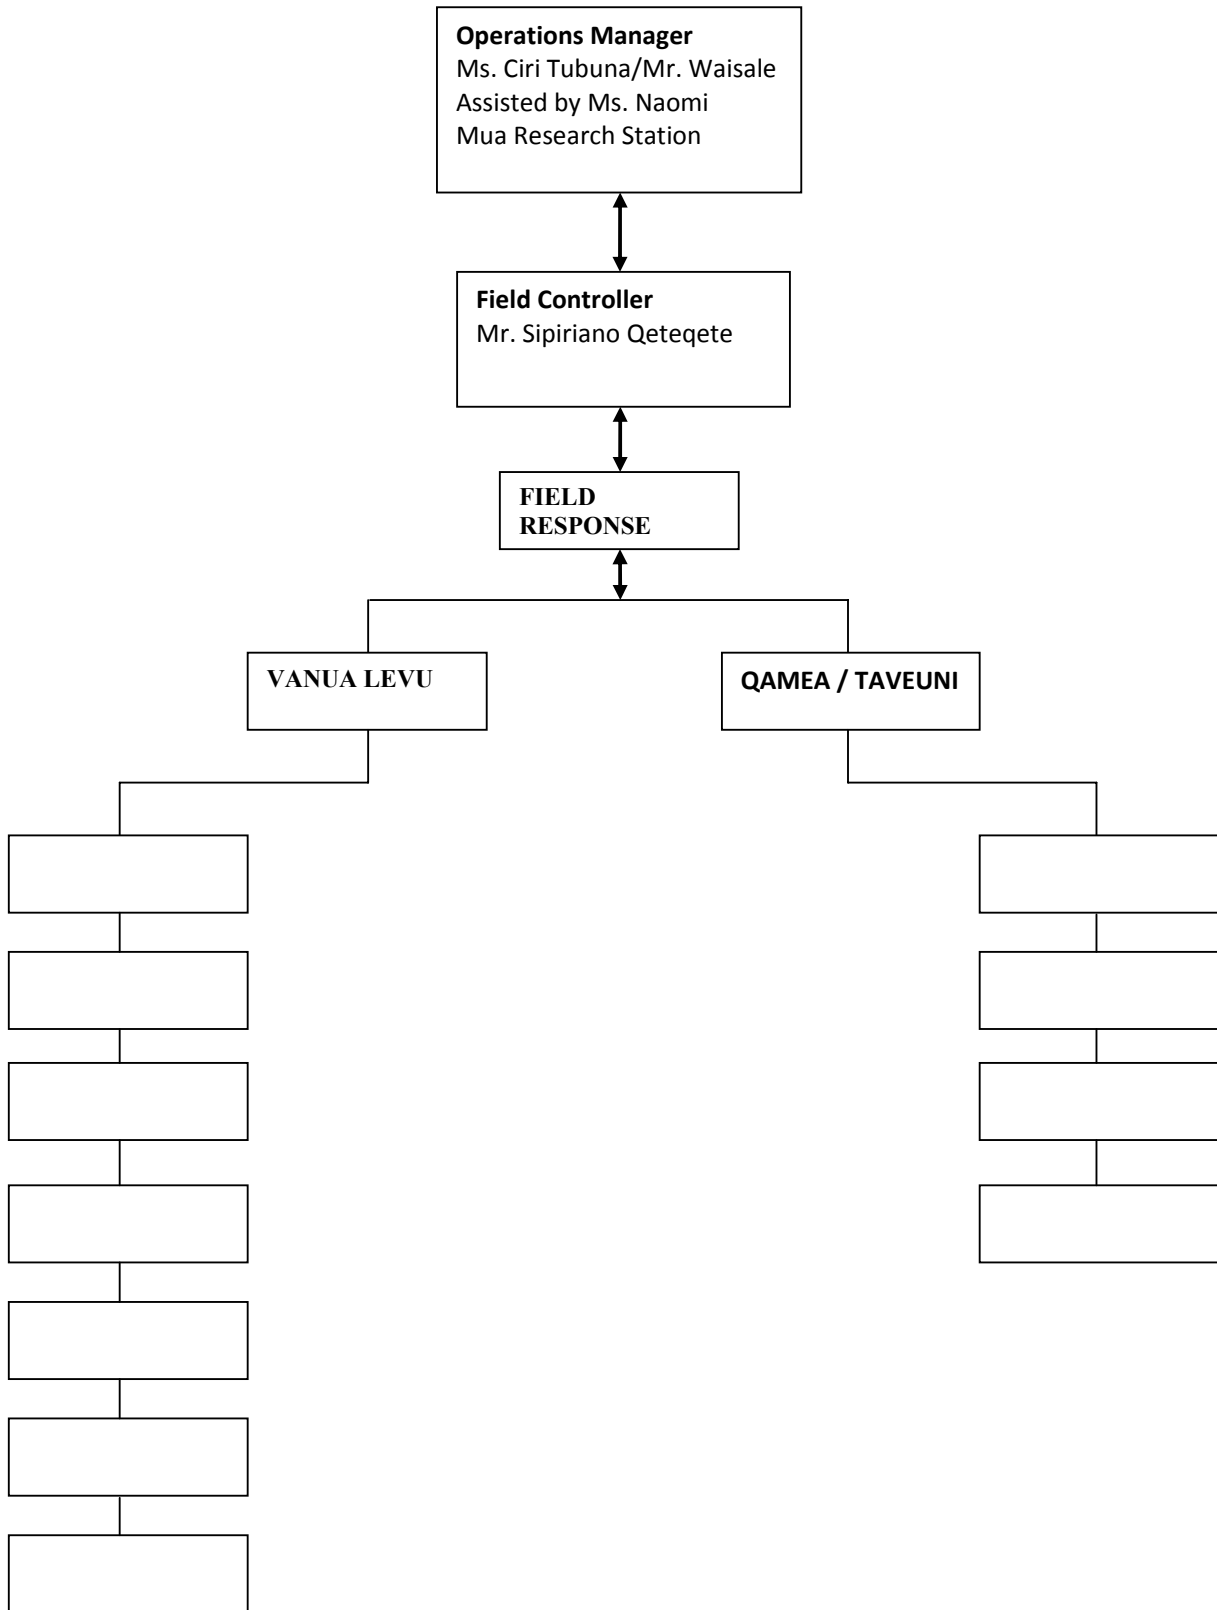 Operations Manager
Ms. Ciri Tubuna/Mr. Waisale
Assisted by Ms. Naomi
Mua Research Station
Field Controller
Mr. Sipiriano Qeteqete
FIELD
RESPONSE
VANUA LEVU
QAMEA / TAVEUNI